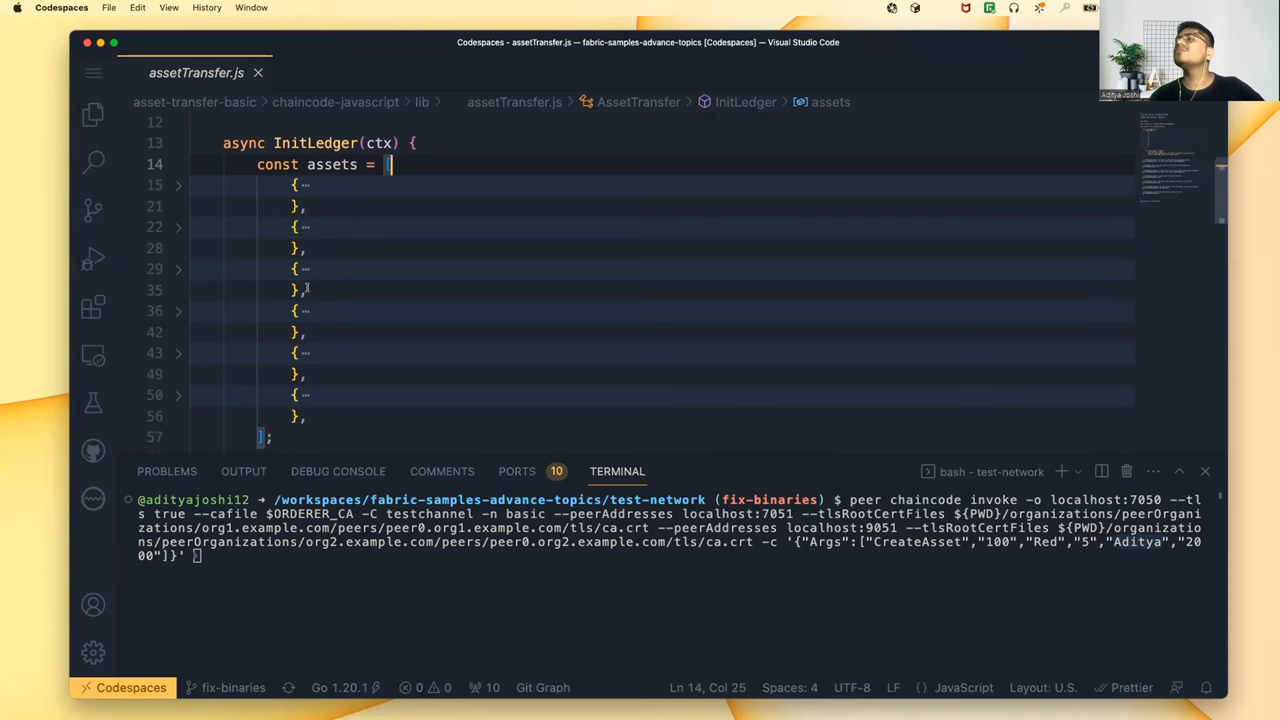 Codespaces File Edit View History Window
Codespaces - assetTransfer.js — fabric-samples-advance-topics [Codespaces] — Visual Studio Code
Aditya Joshi
assetTransfer.js
asset-transfer-basic > chaincode-javascript > lib > assetTransfer.js > AssetTransfer > InitLedger > assets
12
13 async InitLedger(ctx) {
14 const assets = [
15 {…
21 },
22 {…
28 },
29 {…
35 },
36 {…
42 },
43 {…
49 },
50 {…
56 },
57 ];
PROBLEMS OUTPUT DEBUG CONSOLE COMMENTS PORTS 10 TERMINAL bash - test-network
@adityajoshi12 → /workspaces/fabric-samples-advance-topics/test-network (fix-binaries) $ peer chaincode invoke -o localhost:7050 --tl
s true --cafile $ORDERER_CA -C testchannel -n basic --peerAddresses localhost:7051 --tlsRootCertFiles ${PWD}/organizations/peerOrgani
zations/org1.example.com/peers/peer0.org1.example.com/tls/ca.crt --peerAddresses localhost:9051 --tlsRootCertFiles ${PWD}/organizatio
ns/peerOrganizations/org2.example.com/peers/peer0.org2.example.com/tls/ca.crt -c '{"Args":["CreateAsset","100","Red","5","Aditya","20
00"]}'
Codespaces fix-binaries Go 1.20.1 0 0 10 Git Graph Ln 14, Col 25 Spaces: 4 UTF-8 LF {} JavaScript Layout: U.S. Prettier